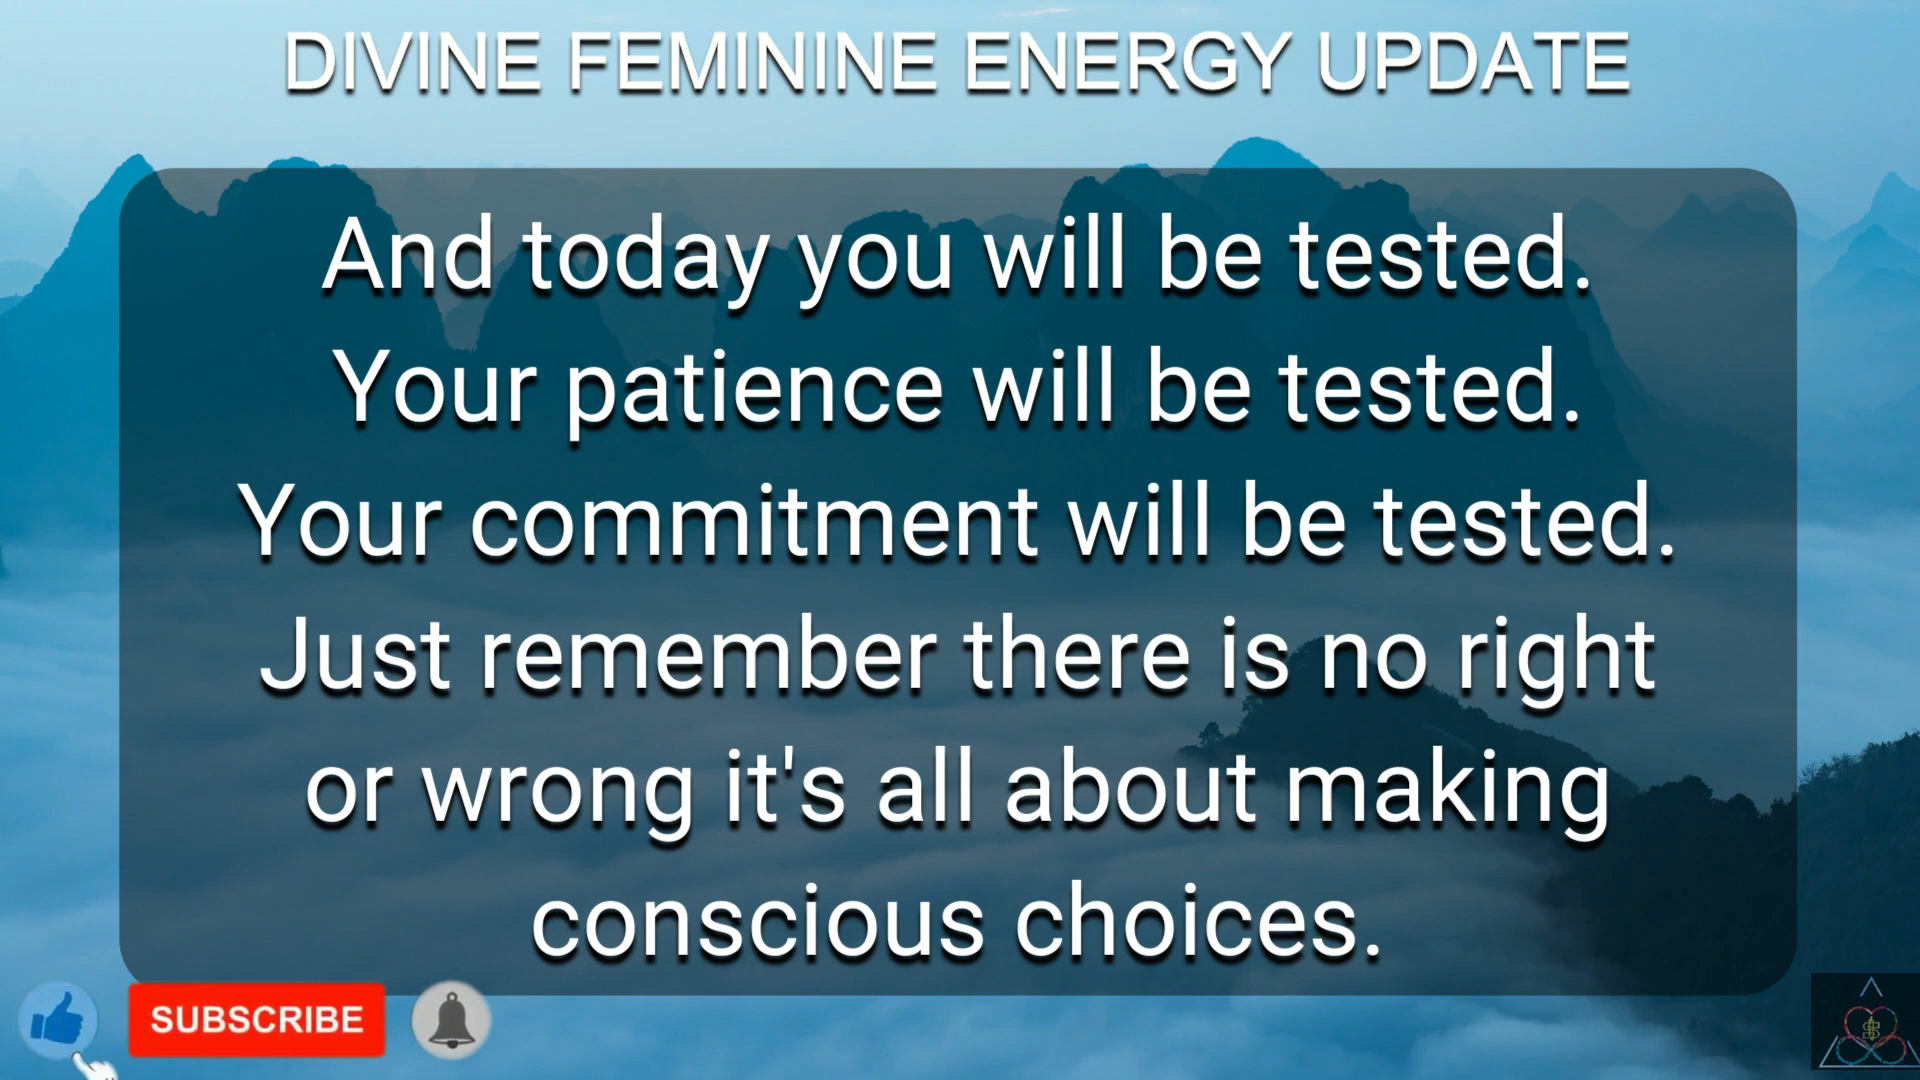 DIVINE FEMININE ENERGY UPDATE
And today you will be tested.
Your patience will be tested.
Your commitment will be tested.
Just remember there is no right
or wrong it's all about making
conscious choices.
SUBSCRIBE